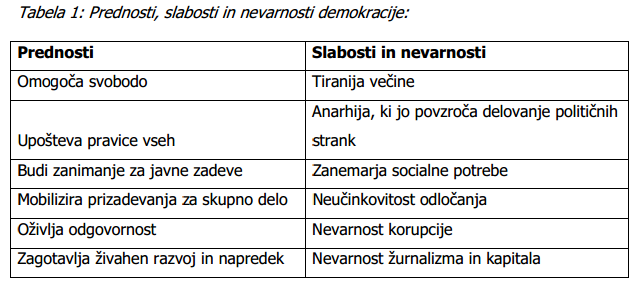 Tabela 1: Prednosti, slabosti in nevarnosti demokracije:
Prednosti Slabosti in nevarnosti
Omogoča svobodo Tiranija večine
Upošteva pravice vseh Anarhija, ki jo povzroča delovanje političnih
strank
Budi zanimanje za javne zadeve Zanemarja socialne potrebe
Mobilizira prizadevanja za skupno delo Neučinkovitost odločanja
Oživlja odgovornost Nevarnost korupcije
Zagotavlja živahen razvoj in napredek Nevarnost žurnalizma in kapitala